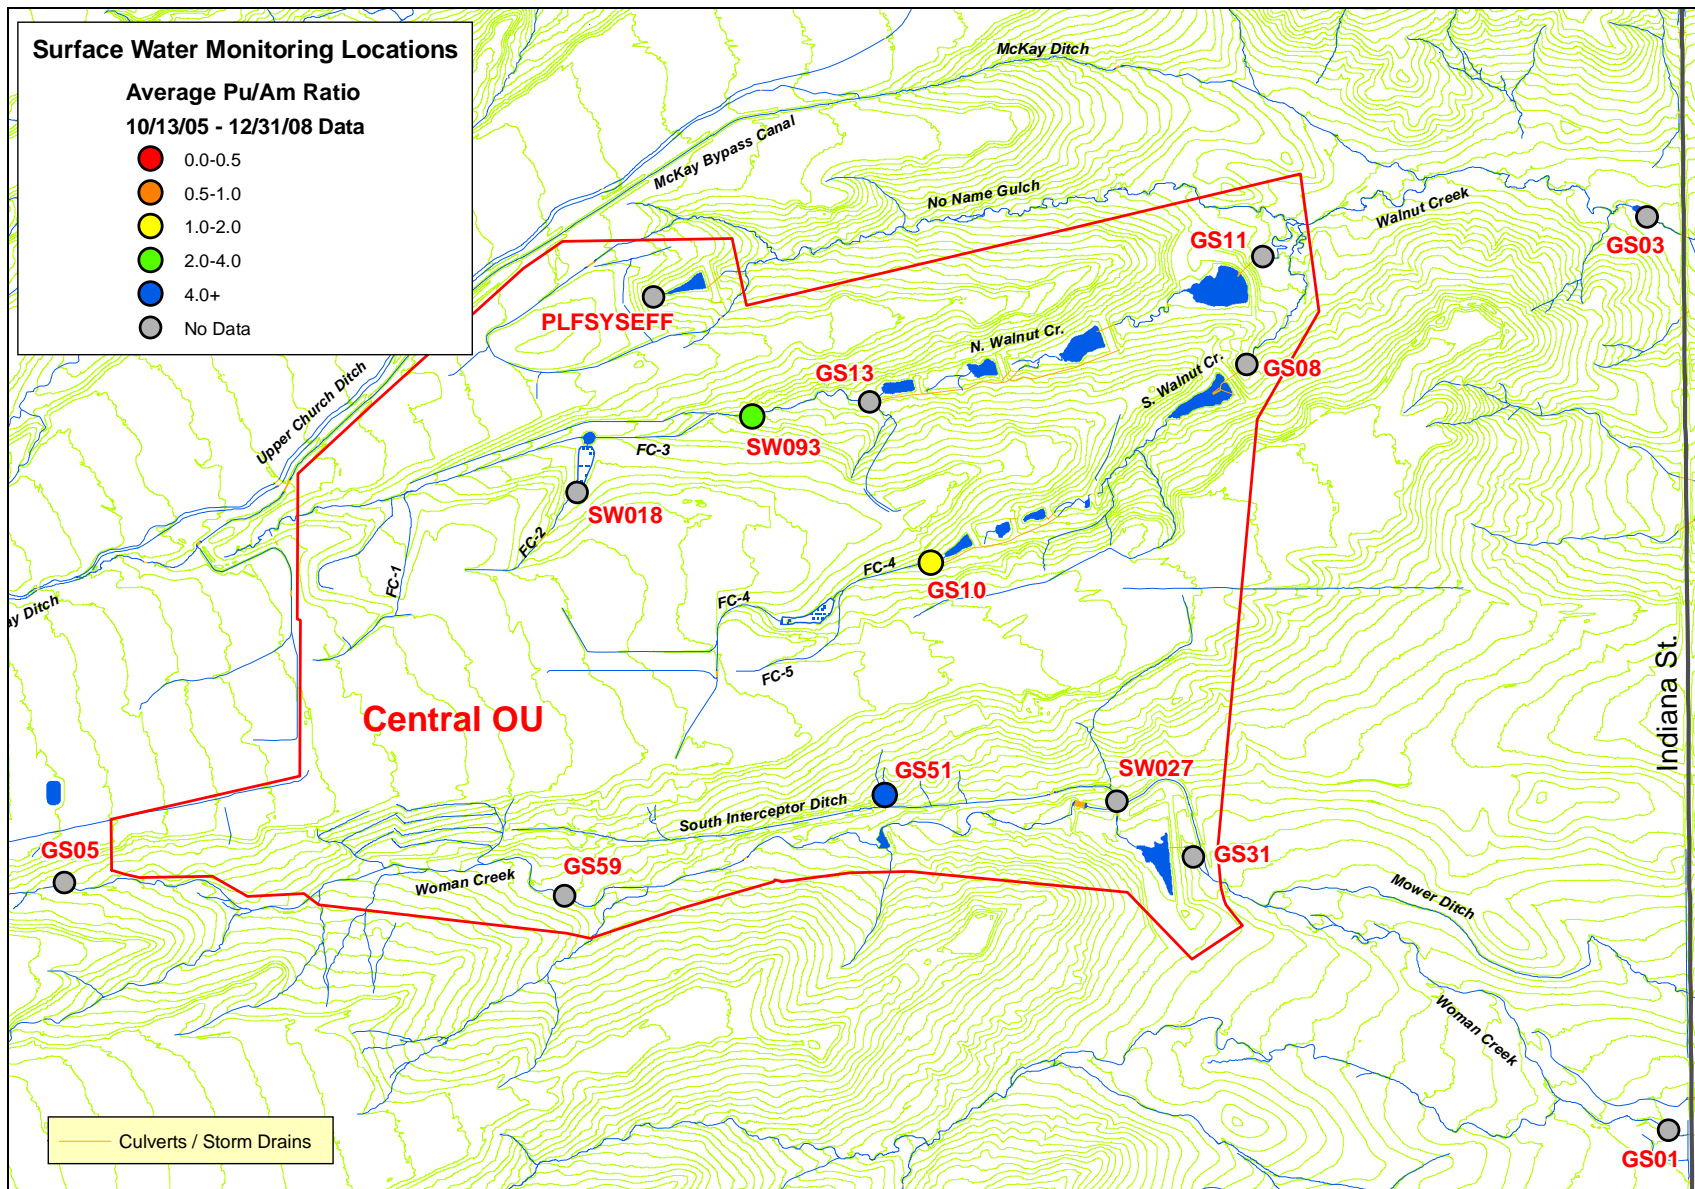 Surface Water Monitoring Locations
Average Pu/Am Ratio
10/13/05 - 12/31/08 Data
0.0-0.5
0.5-1.0
1.0-2.0
2.0-4.0
4.0+
No Data
McKay Ditch
McKay Bypass Canal
No Name Gulch
Walnut Creek
GS03
GS11
PLFSYSEFF
N. Walnut Cr.
GS08
S. Walnut Cr.
GS13
Upper Church Ditch
SW093
FC-3
SW018
FC-2
FC-1
FC-4
GS10
FC-4
ay Ditch
FC-5
Indiana St.
Central OU
GS51
SW027
South Interceptor Ditch
GS05
GS59
Woman Creek
GS31
Mower Ditch
Woman Creek
Culverts / Storm Drains
GS01